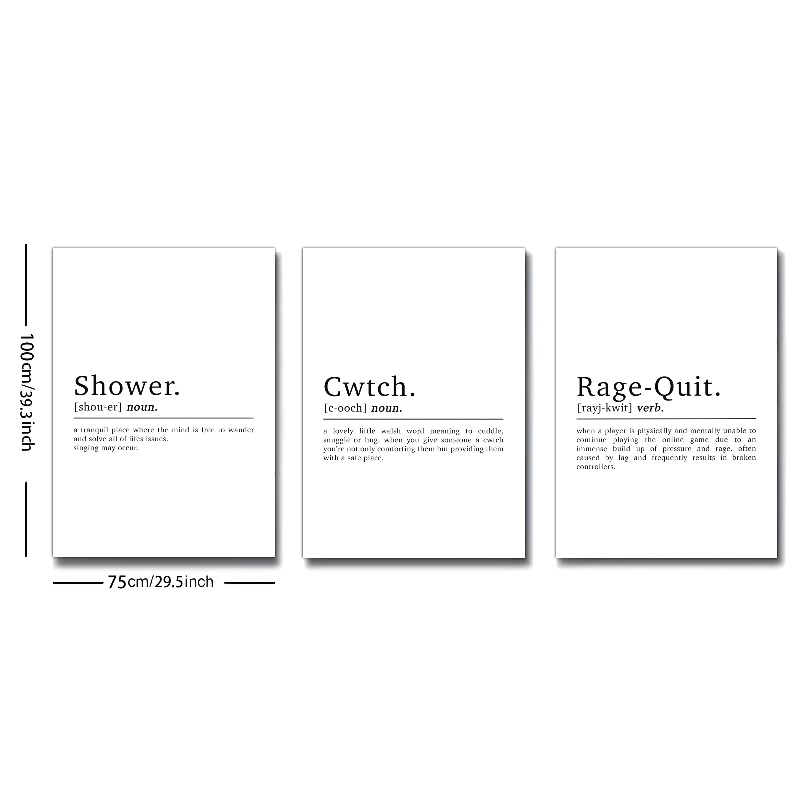 100cm/39.3inch
Shower.
[shou-er] noun.
a tranquil place where the mind is free to wander
and solve all of lifes issues.
singing may occur.
75cm/29.5inch
Cwtch.
[c-ooch] noun.
a lovely little welsh word meaning to cuddle,
snuggle or hug. when you give someone a cwtch
you're not only comforting them but providing them
with a safe place.
Rage-Quit.
[rayj-kwit] verb.
when a player is physically and mentally unable to
continue playing the online game due to an
immense build up of pressure and rage. often
caused by lag and frequently results in broken
controllers.